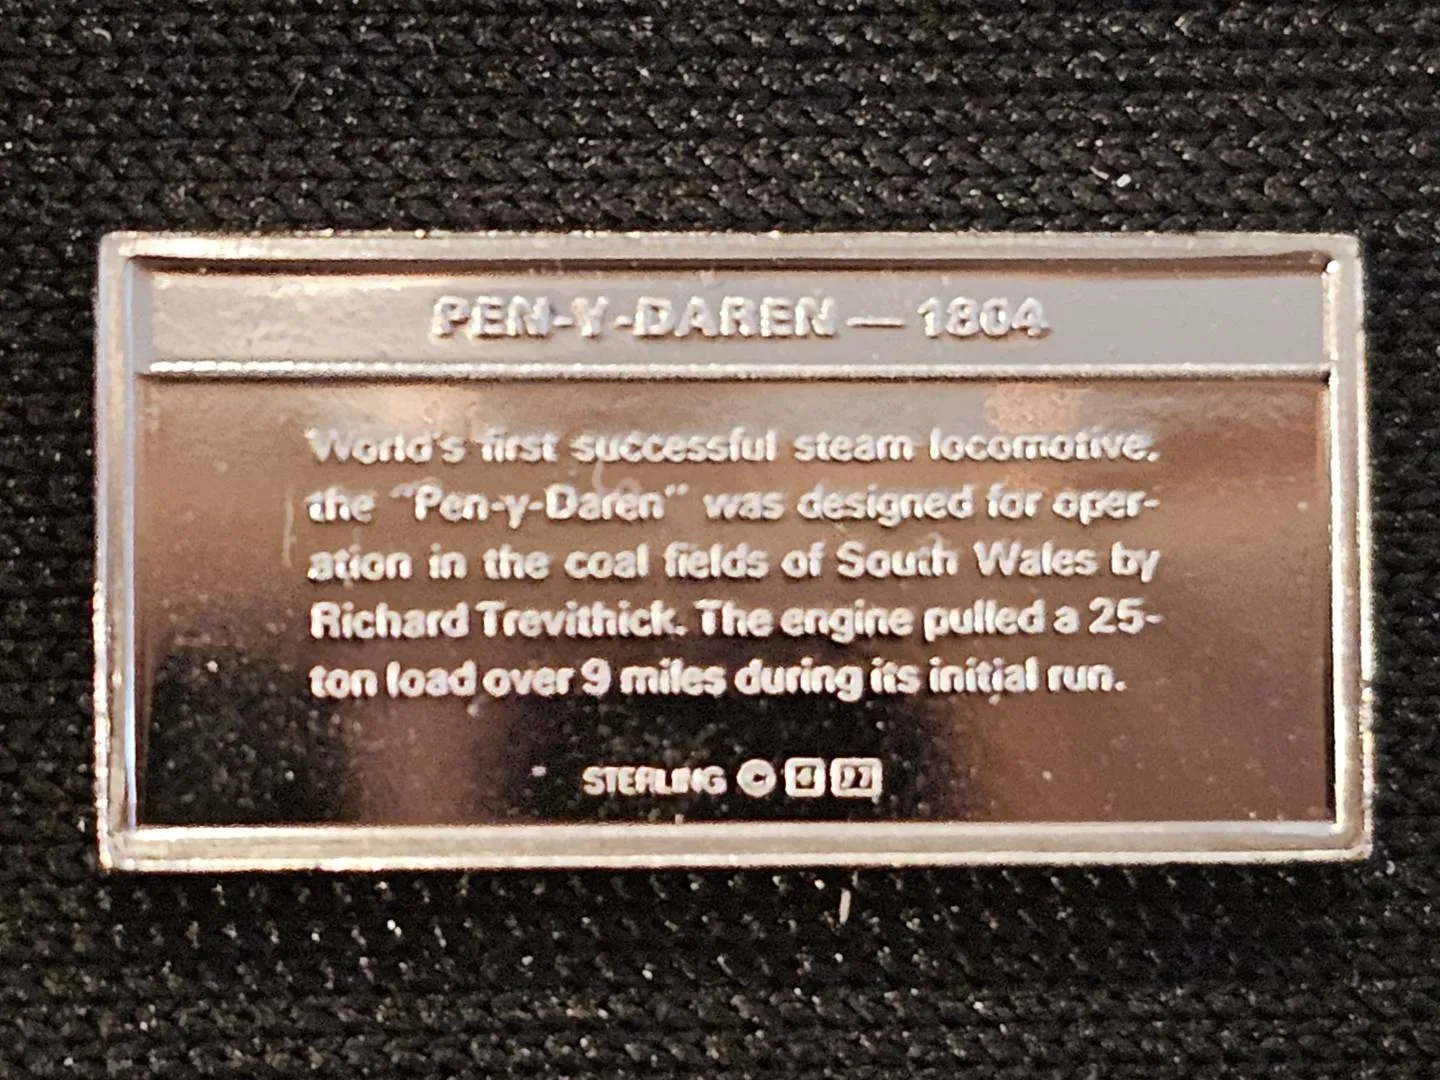 PEN-Y-DAREN — 1804
World's first successful steam locomotive,
the "Pen-y-Daren" was designed for oper-
ation in the coal fields of South Wales by
Richard Trevithick. The engine pulled a 25-
ton load over 9 miles during its initial run.
STERLING ©